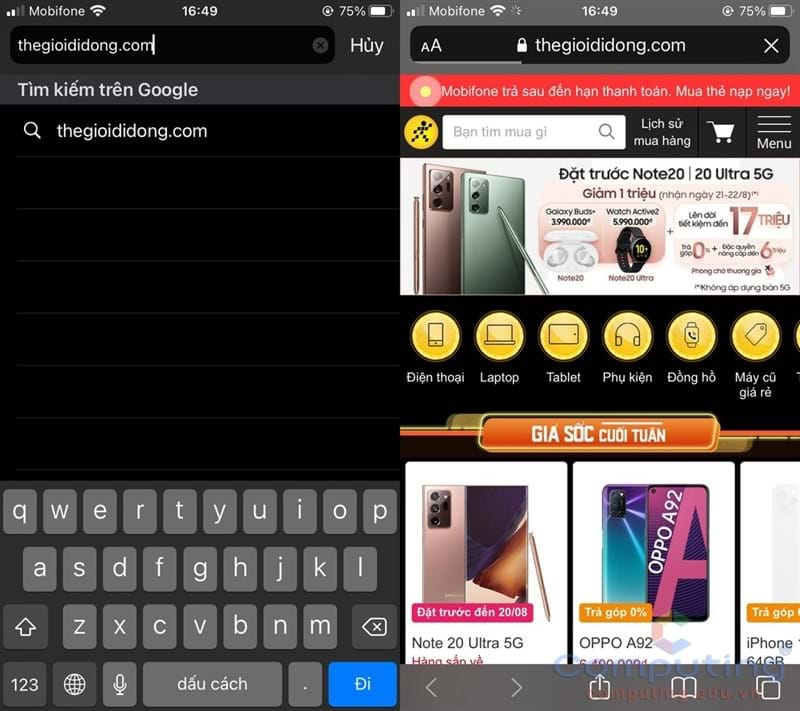 Mobifone 16:49 75%
thegioididong.com Hủy
Tìm kiếm trên Google
thegioididong.com
q w e r t y u i o p
a s d f g h j k l
z x c v b n m
123 dấu cách . Đi
Mobifone 16:49 75%
AA thegioididong.com
Mobifone trả sau đến hạn thanh toán. Mua thẻ nạp ngay!
Bạn tìm mua gì
Lịch sử
mua hàng
Menu
Đặt trước Note20 | 20 Ultra 5G
Giảm 1 triệu (nhận ngày 21-22/8)(*)
Galaxy Buds+
3.990.000đ
Note20
Watch Active2
5.990.000đ
Note20 Ultra
+
Lên đời
tiết kiệm đến
17 TRIỆU
Trả góp 0% + Đặc quyền nâng cấp đến 6 Triệu
Phòng chờ thương gia
(*)Không áp dụng bản 5G
Điện thoại Laptop Tablet Phụ kiện Đồng hồ Máy cũ
giá rẻ
GIÁ SỐC CUỐI TUẦN
OPPO A92
A
Đặt trước đến 20/08 Trả góp 0% Trả góp
Note 20 Ultra 5G OPPO A92 iPhone
64GB
Hàng sắp về
Computing
computing.edu.vn